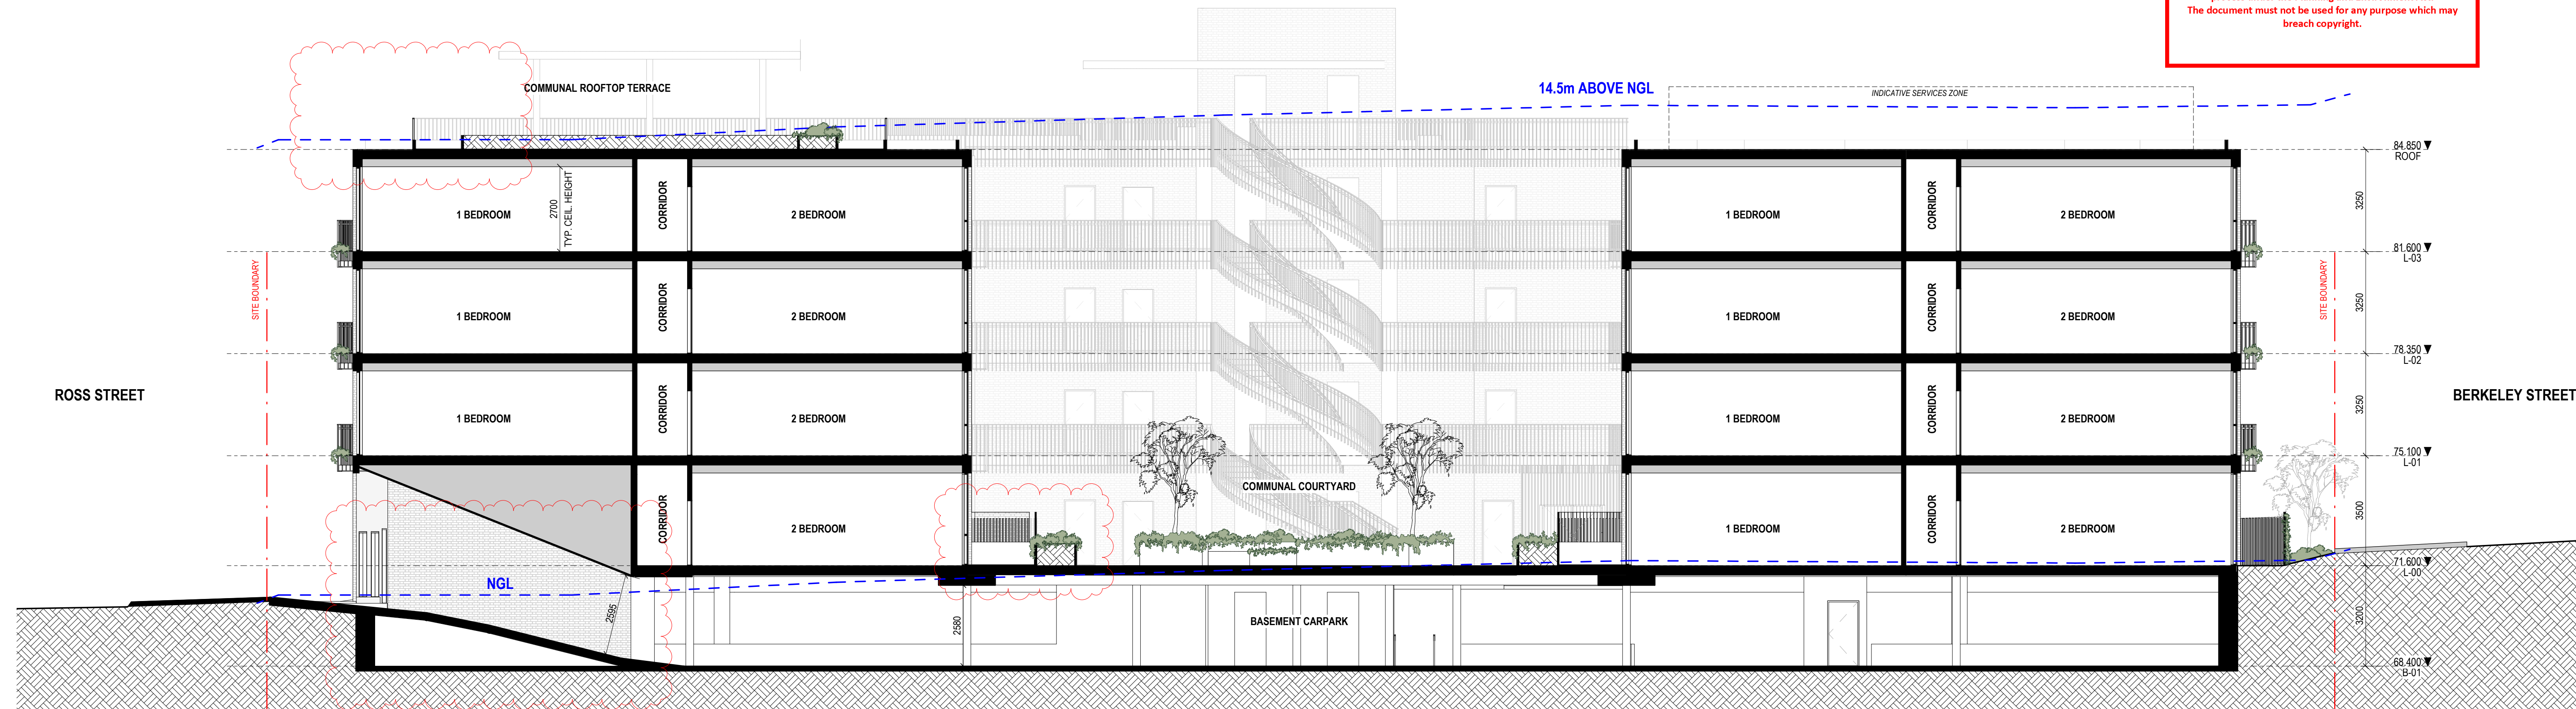 The document must not be used for any purpose which may
breach copyright.
14.5m ABOVE NGL
COMMUNAL ROOFTOP TERRACE
INDICATIVE SERVICES ZONE
84.850
ROOF
1 BEDROOM
2700
TYP. CEIL. HEIGHT
CORRIDOR
2 BEDROOM
1 BEDROOM
CORRIDOR
2 BEDROOM
3250
81.600
L-03
SITE BOUNDARY
1 BEDROOM
CORRIDOR
2 BEDROOM
1 BEDROOM
CORRIDOR
2 BEDROOM
SITE BOUNDARY
3250
78.350
L-02
ROSS STREET
1 BEDROOM
CORRIDOR
2 BEDROOM
1 BEDROOM
CORRIDOR
2 BEDROOM
3250
BERKELEY STREET
75.100
L-01
COMMUNAL COURTYARD
CORRIDOR
2 BEDROOM
1 BEDROOM
CORRIDOR
2 BEDROOM
3500
71.600
L-00
NGL
2595
2580
BASEMENT CARPARK
3200
68.400
B-01